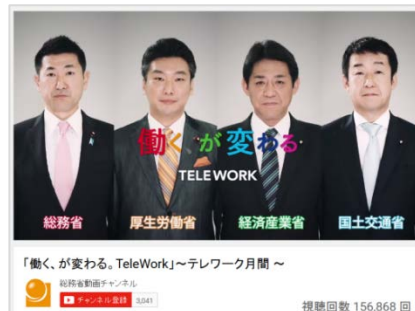 働く、が変わる
TELEWORK
総務省 厚生労働省 経済産業省 国土交通省
「働く、が変わる。TeleWork」～テレワーク月間 ～
総務省動画チャンネル
チャンネル登録 3,041
視聴回数 156,868 回